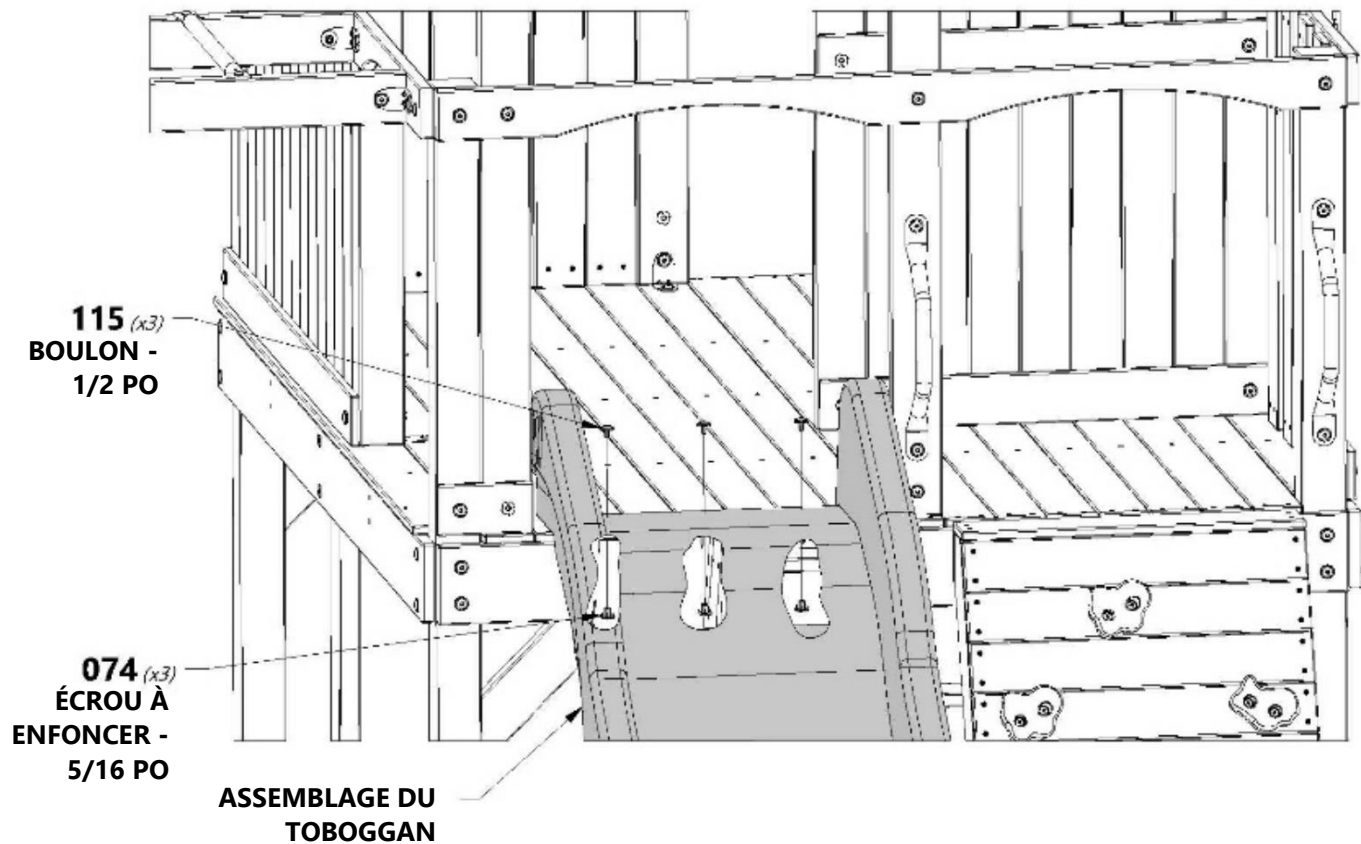 115 (x3)
BOULON -
1/2 PO
074 (x3)
ÉCROU À
ENFONCER -
5/16 PO
ASSEMBLAGE DU
TOBOGGAN